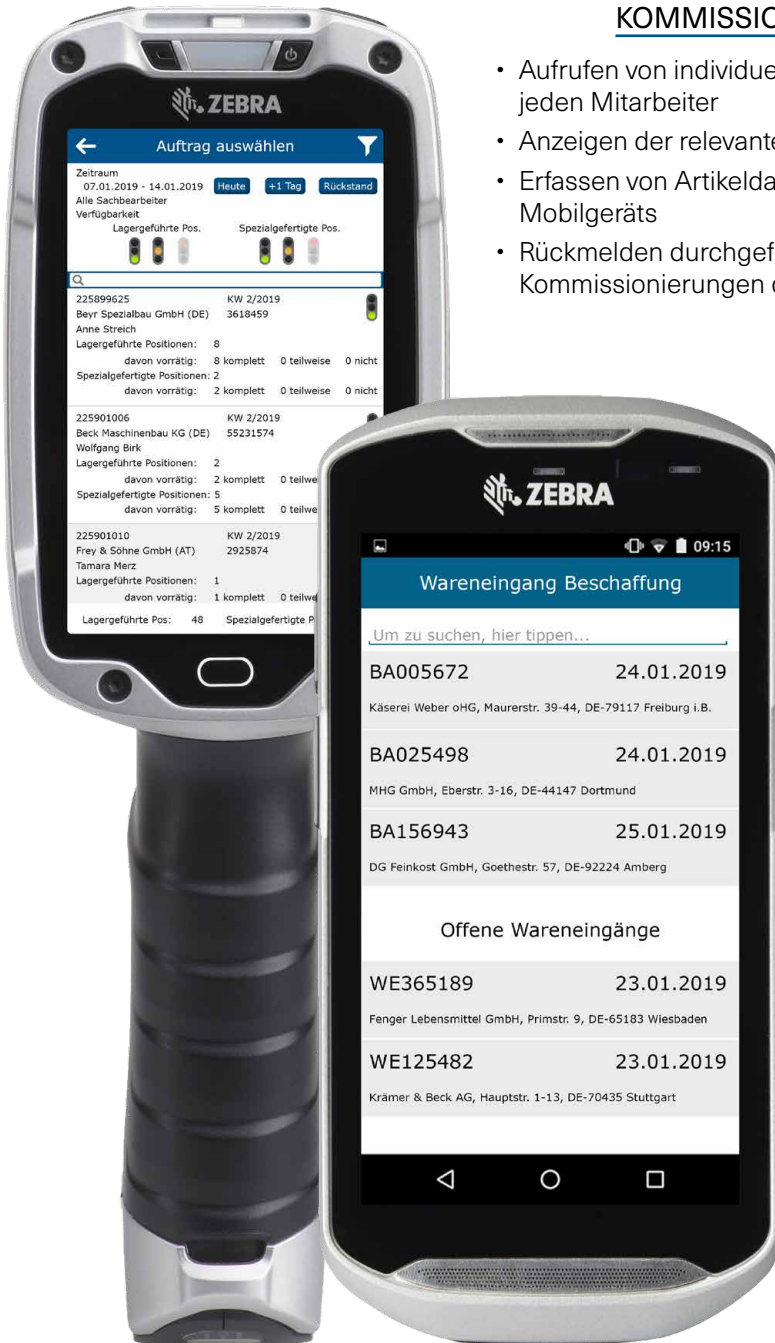 KOMMISSIO
• Aufrufen von individue
jeden Mitarbeiter
• Anzeigen der relevante
• Erfassen von Artikelda
Mobilgeräts
• Rückmelden durchgef
Kommissionierungen
ZEBRA
Auftrag auswählen
Zeitraum
07.01.2019 - 14.01.2019 Heute +1 Tag Rückstand
Alle Sachbearbeiter
Verfügbarkeit
Lagergeführte Pos. Spezialgefertigte Pos.
225899625 KW 2/2019
Beyr Spezialbau GmbH (DE) 3618459
Anne Streich
Lagergeführte Positionen: 8
davon vorrätig: 8 komplett 0 teilweise 0 nicht
Spezialgefertigte Positionen: 2
davon vorrätig: 2 komplett 0 teilweise 0 nicht
225901006 KW 2/2019
Beck Maschinenbau KG (DE) 55231574
Wolfgang Birk
Lagergeführte Positionen: 2
davon vorrätig: 2 komplett 0 teilwe
Spezialgefertigte Positionen: 5
davon vorrätig: 5 komplett 0 teilwe
225901010 KW 2/2019
Frey & Söhne GmbH (AT) 2925874
Tamara Merz
Lagergeführte Positionen: 1
davon vorrätig: 1 komplett 0 teilwe
Lagergeführte Pos: 48 Spezialgefertigte P
ZEBRA
09:15
Wareneingang Beschaffung
Um zu suchen, hier tippen...
BA005672 24.01.2019
Käserei Weber oHG, Maurerstr. 39-44, DE-79117 Freiburg i.B.
BA025498 24.01.2019
MHG GmbH, Eberstr. 3-16, DE-44147 Dortmund
BA156943 25.01.2019
DG Feinkost GmbH, Goethestr. 57, DE-92224 Amberg
Offene Wareneingänge
WE365189 23.01.2019
Fenger Lebensmittel GmbH, Primstr. 9, DE-65183 Wiesbaden
WE125482 23.01.2019
Krämer & Beck AG, Hauptstr. 1-13, DE-70435 Stuttgart